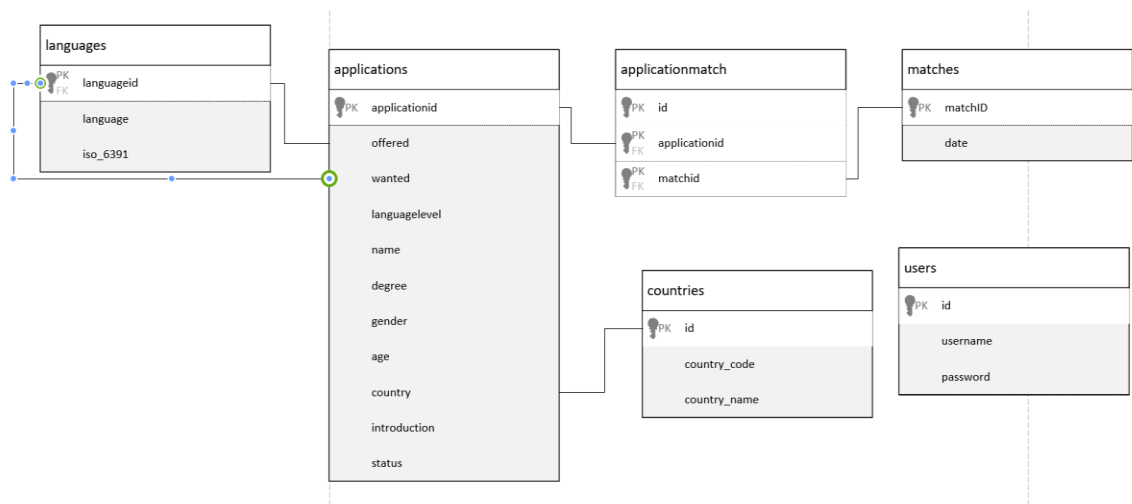 languages
PK
FK
languageid
language
iso_6391
applications
PK
applicationid
offered
wanted
languagelevel
name
degree
gender
age
country
introduction
status
applicationmatch
PK
id
PK
FK
applicationid
PK
FK
matchid
matches
PK
matchID
date
countries
PK
id
country_code
country_name
users
PK
id
username
password